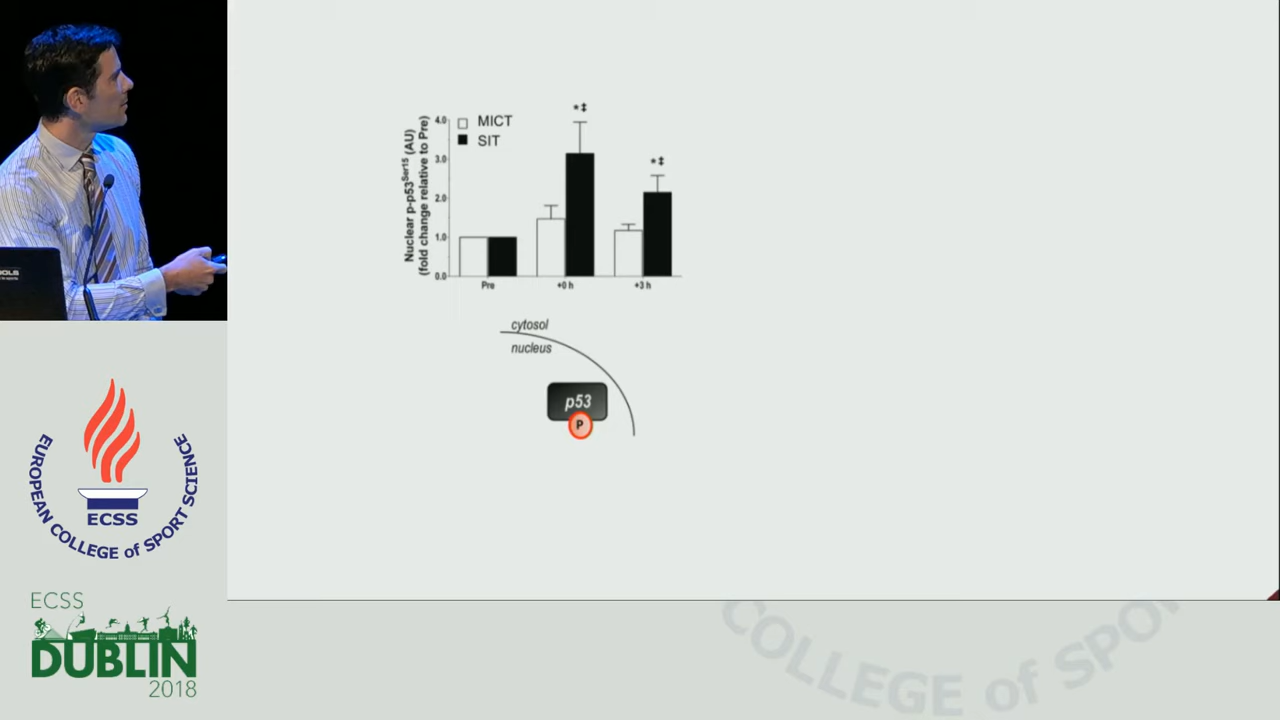 4.0
3.0
2.0
1.0
0.0
Nuclear p-p53Ser15 (AU)
(fold change relative to Pre)
MICT
SIT
*‡
*‡
Pre
+0 h
+3 h
cytosol
nucleus
p53
P
EUROPEAN COLLEGE of SPORT SCIENCE
ECSS
ECSS
DUBLIN
2018
COLLEGE of SPOR